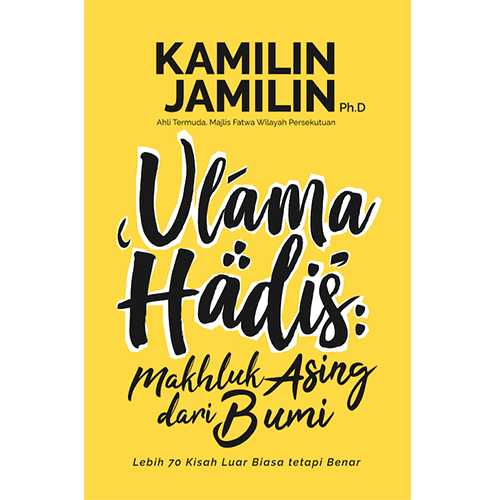 KAMILIN
JAMILIN Ph.D
Ahli Termuda, Majlis Fatwa Wilayah Persekutuan
‘Ulama
Hadis:
Makhluk Asing
dari Bumi
Lebih 70 Kisah Luar Biasa tetapi Benar